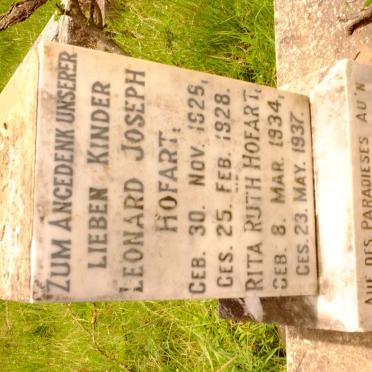 ZUM ANGEDENK UNSERER
LIEBEN KINDER
LEONARD JOSEPH
HOFART,
GEB. 30. NOV. 1925,
GES. 25. FEB. 1928.
RITA RUTH HOFART,
GEB. 8. MAR. 1934.
GES. 23. MAY. 1937.
AUF DES PARADIESES AU'N